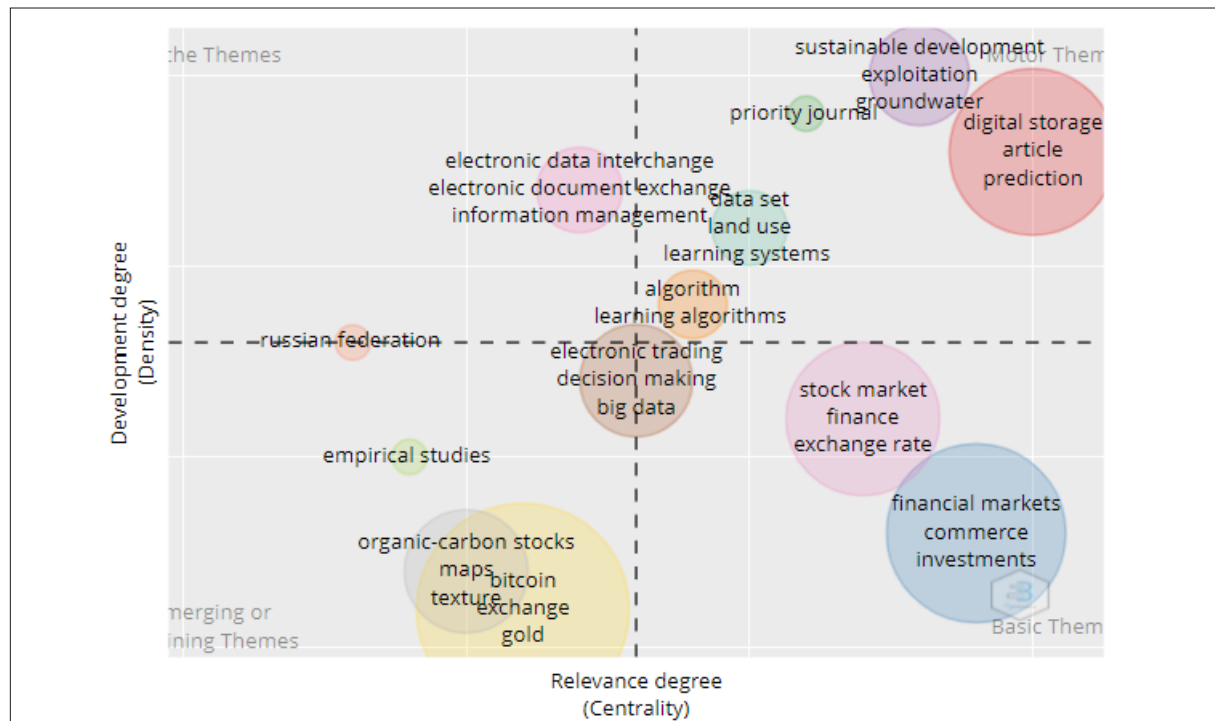 che Themes
Motor Them
sustainable development
exploitation
groundwater
priority journal
digital storage
article
prediction
electronic data interchange
electronic document exchange
information management
data set
land use
learning systems
algorithm
learning algorithms
russian federation
electronic trading
decision making
big data
stock market
finance
exchange rate
empirical studies
financial markets
commerce
investments
organic-carbon stocks
maps
texture
bitcoin
exchange
gold
merging or
ining Themes
Basic Them
Development degree
(Density)
Relevance degree
(Centrality)